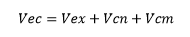 Vec = Vex + Vcn + Vcm